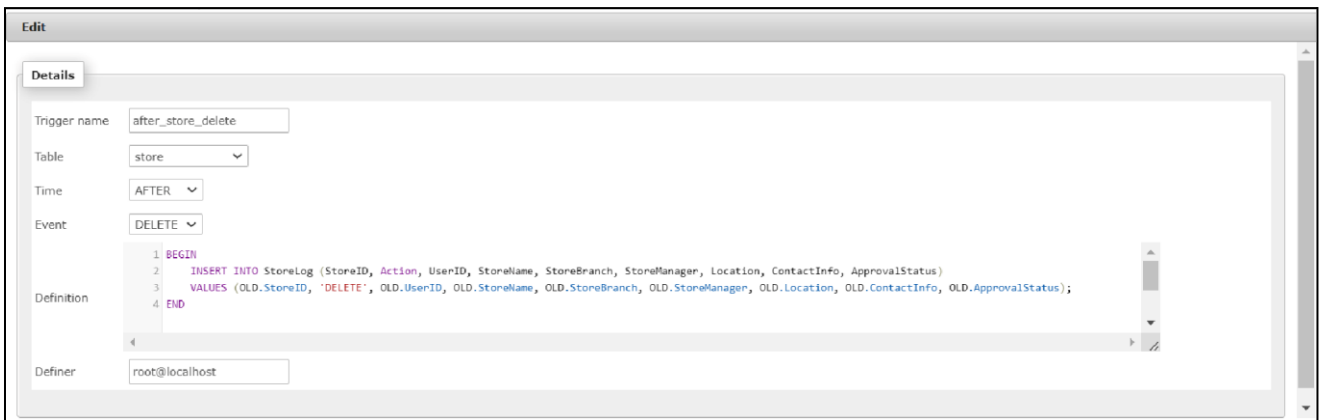 Edit
Details
Trigger name after_store_delete
Table store
Time AFTER
Event DELETE
Definition
1 BEGIN
2 INSERT INTO StoreLog (StoreID, Action, UserID, StoreName, StoreBranch, StoreManager, Location, ContactInfo, ApprovalStatus)
3 VALUES (OLD.StoreID, 'DELETE', OLD.UserID, OLD.StoreName, OLD.StoreBranch, OLD.StoreManager, OLD.Location, OLD.ContactInfo, OLD.ApprovalStatus);
4 END
Definer root@localhost